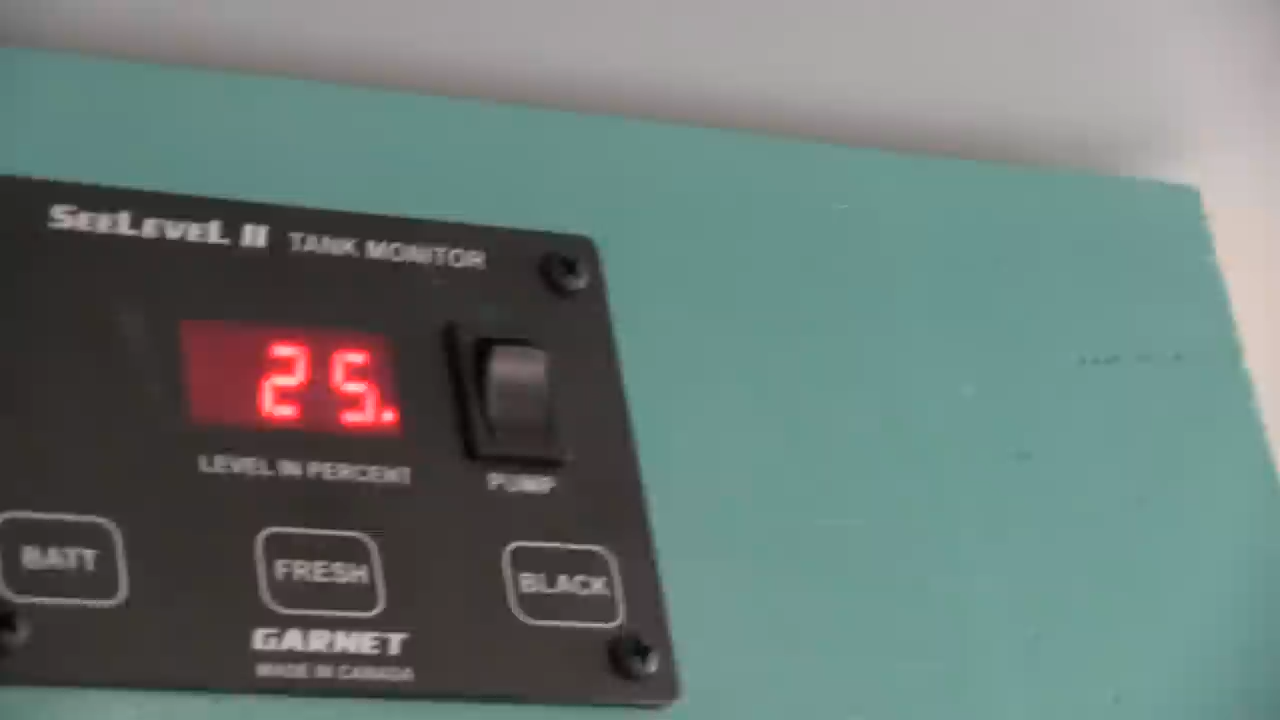 SeeLeveL II TANK MONITOR
25.
LEVEL IN PERCENT
PUMP
BATT
FRESH
BLACK
GARNET
MADE IN CANADA